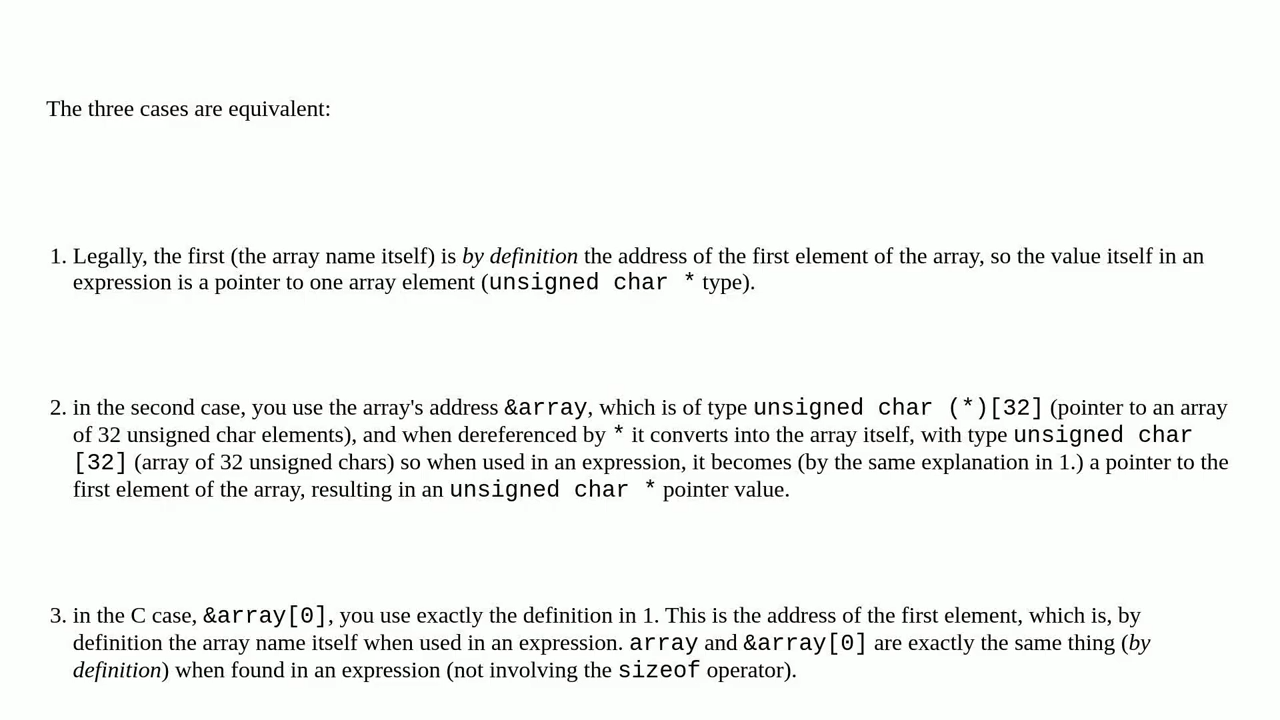 The three cases are equivalent:
1. Legally, the first (the array name itself) is by definition the address of the first element of the array, so the value itself in an
expression is a pointer to one array element (unsigned char * type).
2. in the second case, you use the array's address &array, which is of type unsigned char (*)[32] (pointer to an array
of 32 unsigned char elements), and when dereferenced by * it converts into the array itself, with type unsigned char
[32] (array of 32 unsigned chars) so when used in an expression, it becomes (by the same explanation in 1.) a pointer to the
first element of the array, resulting in an unsigned char * pointer value.
3. in the C case, &array[0], you use exactly the definition in 1. This is the address of the first element, which is, by
definition the array name itself when used in an expression. array and &array[0] are exactly the same thing (by
definition) when found in an expression (not involving the sizeof operator).